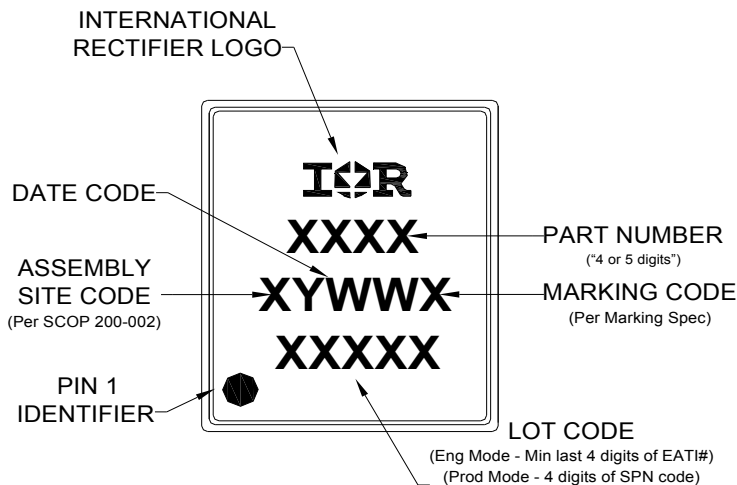 INTERNATIONAL
RECTIFIER LOGO
IOR
DATE CODE
XXXX
PART NUMBER
(“4 or 5 digits”)
ASSEMBLY
SITE CODE
(Per SCOP 200-002)
XYWWX
MARKING CODE
(Per Marking Spec)
XXXXX
PIN 1
IDENTIFIER
LOT CODE
(Eng Mode - Min last 4 digits of EATI#)
(Prod Mode - 4 digits of SPN code)